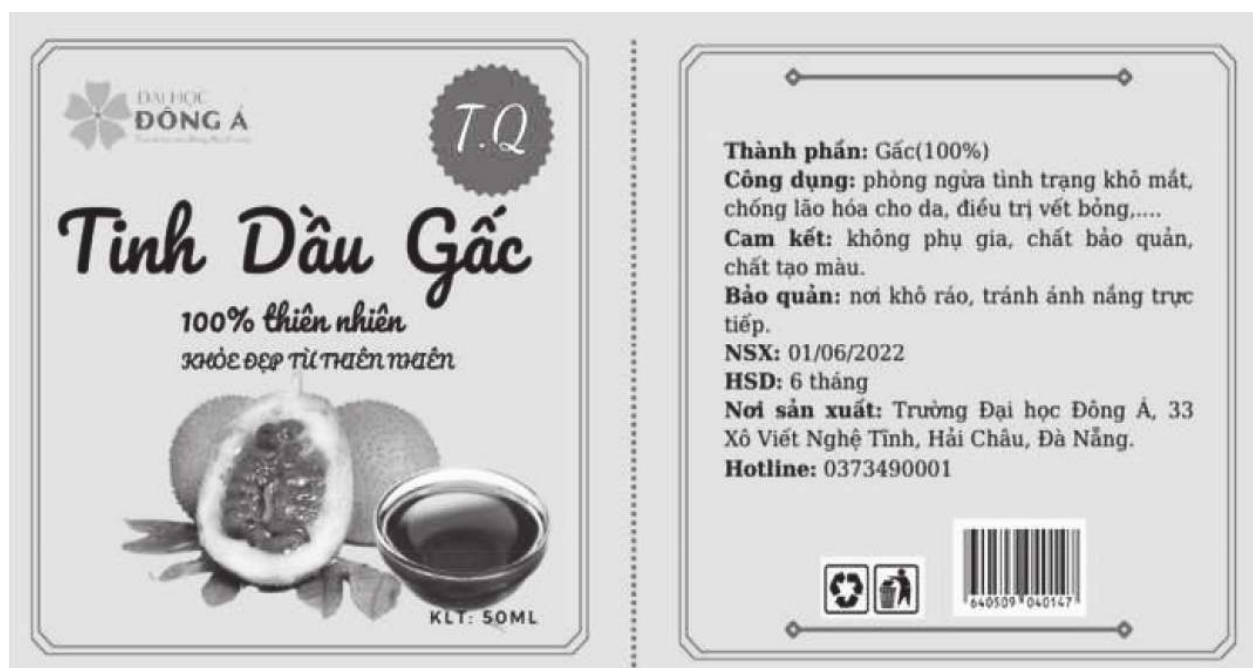 ĐẠI HỌC
ĐÔNG Á
T.Q
Tinh Dầu Gấc
100% thiên nhiên
KHỎE ĐẸP TỪ THIÊN NHIÊN
KLT: 50ML
Thành phần: Gấc(100%)
Công dụng: phòng ngừa tình trạng khô mắt,
chống lão hóa cho da, điều trị vết bỏng,....
Cam kết: không phụ gia, chất bảo quản,
chất tạo màu.
Bảo quản: nơi khô ráo, tránh ánh nắng trực
tiếp.
NSX: 01/06/2022
HSD: 6 tháng
Nơi sản xuất: Trường Đại học Đông Á, 33
Xô Viết Nghệ Tĩnh, Hải Châu, Đà Nẵng.
Hotline: 0373490001
640509 040147